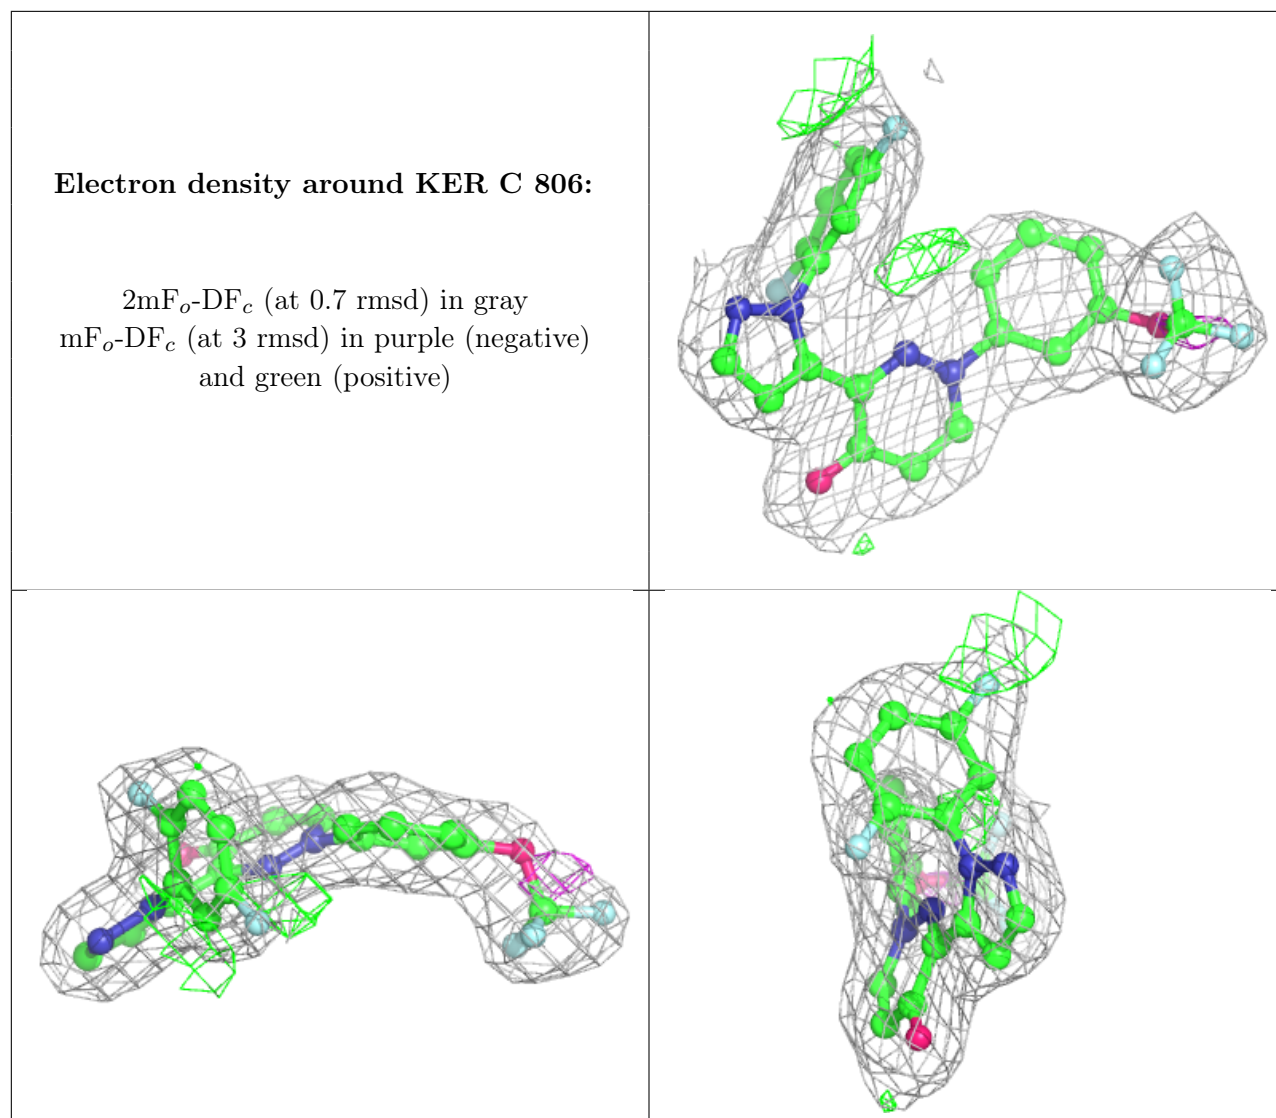 Electron density around KER C 806:
2mFo-DFc (at 0.7 rmsd) in gray
mFo-DFc (at 3 rmsd) in purple (negative)
and green (positive)